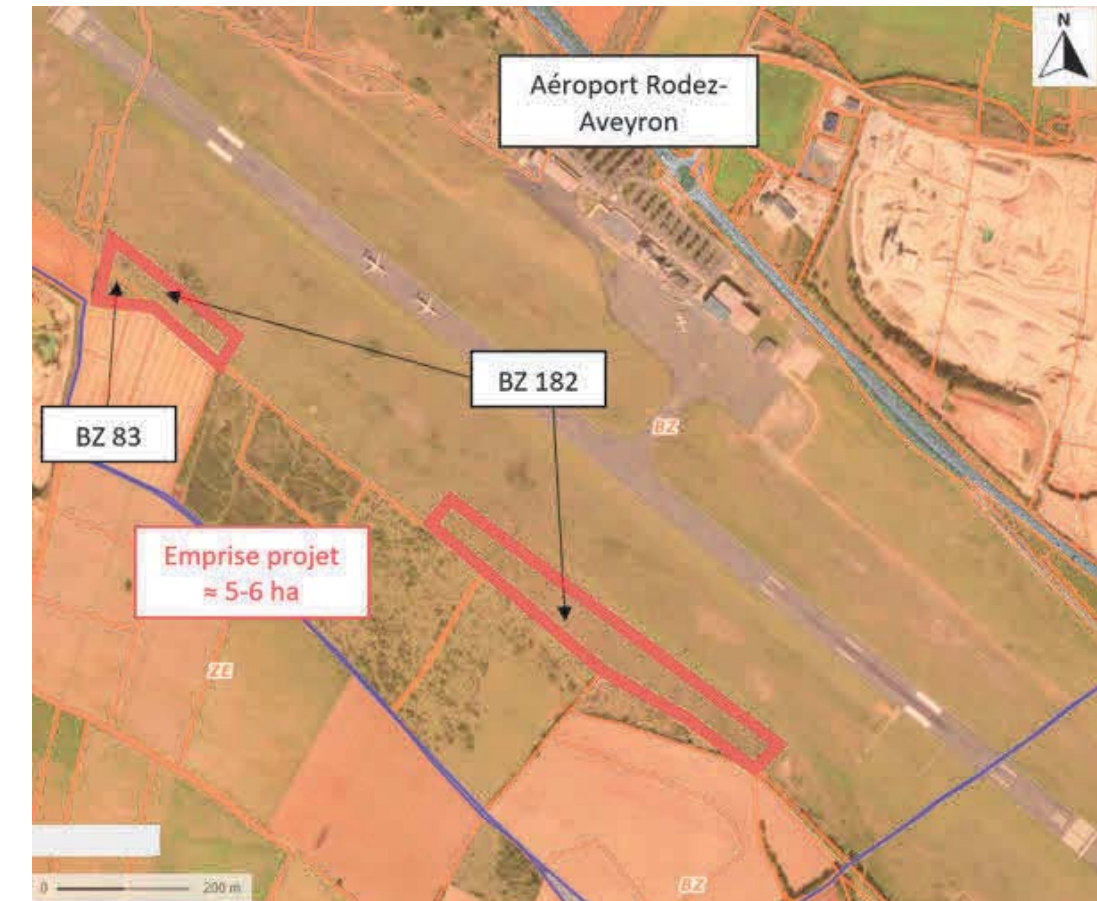 N
Aéroport Rodez-
Aveyron
BZ 182
BZ 83
BZ
Emprise projet
≈ 5-6 ha
ZE
BZ
0 200 m